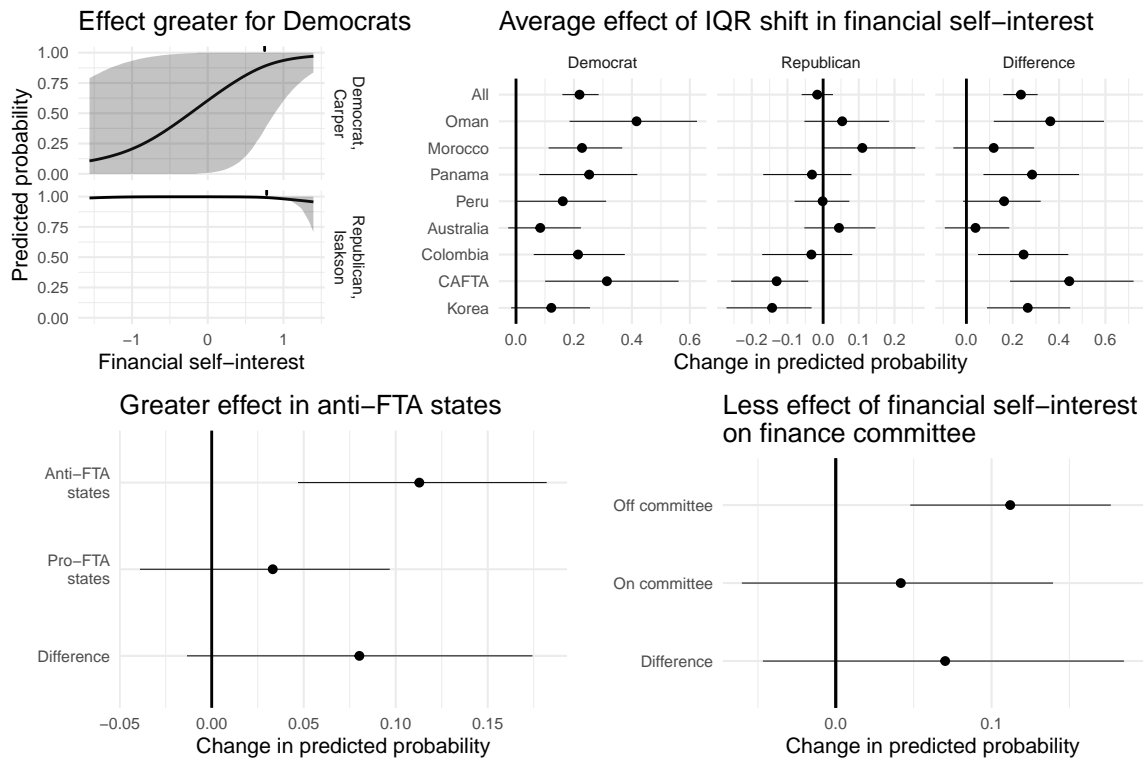 Effect greater for Democrats
Predicted probability
1.00
0.75
0.50
0.25
0.00
Democrat,
Carper
1.00
0.75
0.50
0.25
0.00
Republican,
Isakson
−1
0
1
Financial self−interest
Average effect of IQR shift in financial self−interest
Democrat
Republican
Difference
All
Oman
Morocco
Panama
Peru
Australia
Colombia
CAFTA
Korea
0.0 0.2 0.4 0.6
−0.2 −0.1 0.0 0.1 0.2
0.0 0.2 0.4 0.6
Change in predicted probability
Greater effect in anti−FTA states
Anti−FTA
states
Pro−FTA
states
Difference
−0.05 0.00 0.05 0.10 0.15
Change in predicted probability
Less effect of financial self−interest
on finance committee
Off committee
On committee
Difference
0.0 0.1
Change in predicted probability